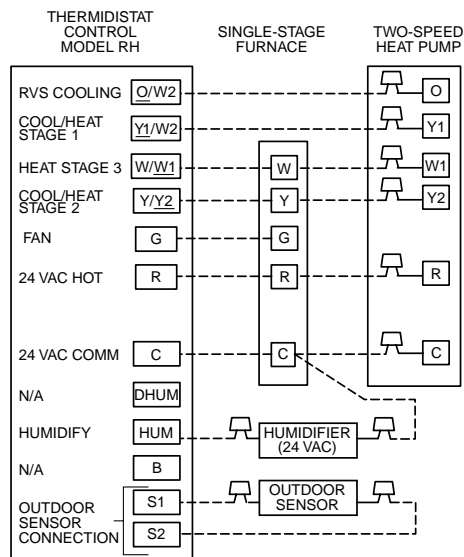 THERMIDISTAT
CONTROL
MODEL RH
SINGLE-STAGE
FURNACE
TWO-SPEED
HEAT PUMP
RVS COOLING O/W2 O
COOL/HEAT
STAGE 1 Y1/W2 Y1
HEAT STAGE 3 W/W1 W W1
COOL/HEAT
STAGE 2 Y/Y2 Y Y2
FAN G G
24 VAC HOT R R R
24 VAC COMM C C C
N/A DHUM
HUMIDIFY HUM HUMIDIFIER
(24 VAC)
N/A B
OUTDOOR
SENSOR
CONNECTION
S1
S2
OUTDOOR
SENSOR